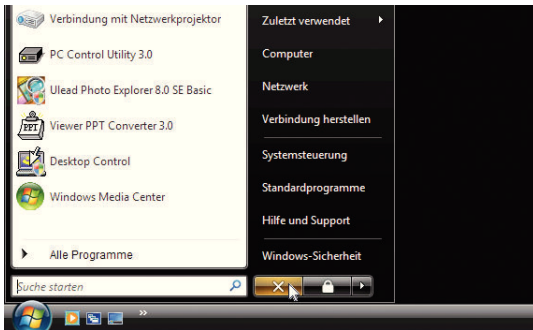 Verbindung mit Netzwerkprojektor
PC Control Utility 3.0
Ulead Photo Explorer 8.0 SE Basic
PPT
Viewer PPT Converter 3.0
Desktop Control
Windows Media Center
Alle Programme
Suche starten
Zuletzt verwendet
Computer
Netzwerk
Verbindung herstellen
Systemsteuerung
Standardprogramme
Hilfe und Support
Windows-Sicherheit